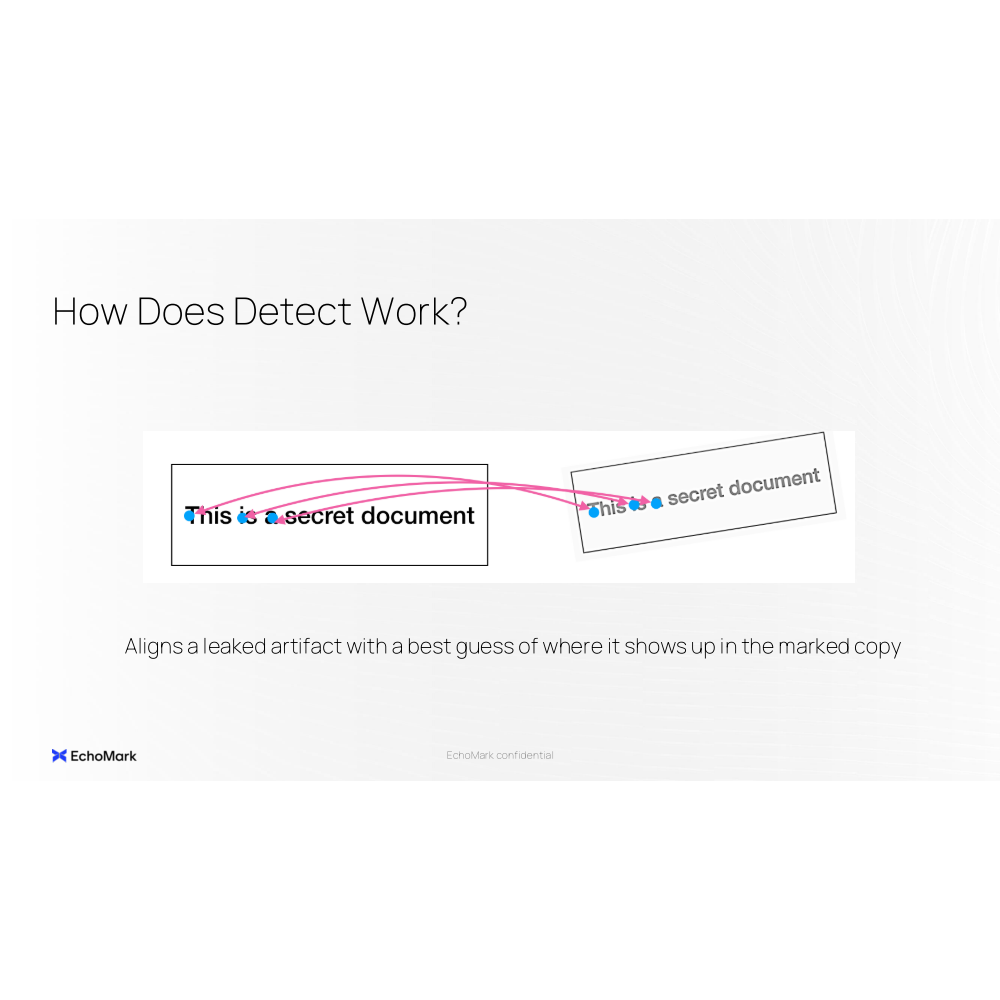 How Does Detect Work?
This is a secret document
This is a secret document
Aligns a leaked artifact with a best guess of where it shows up in the marked copy
EchoMark
EchoMark confidential